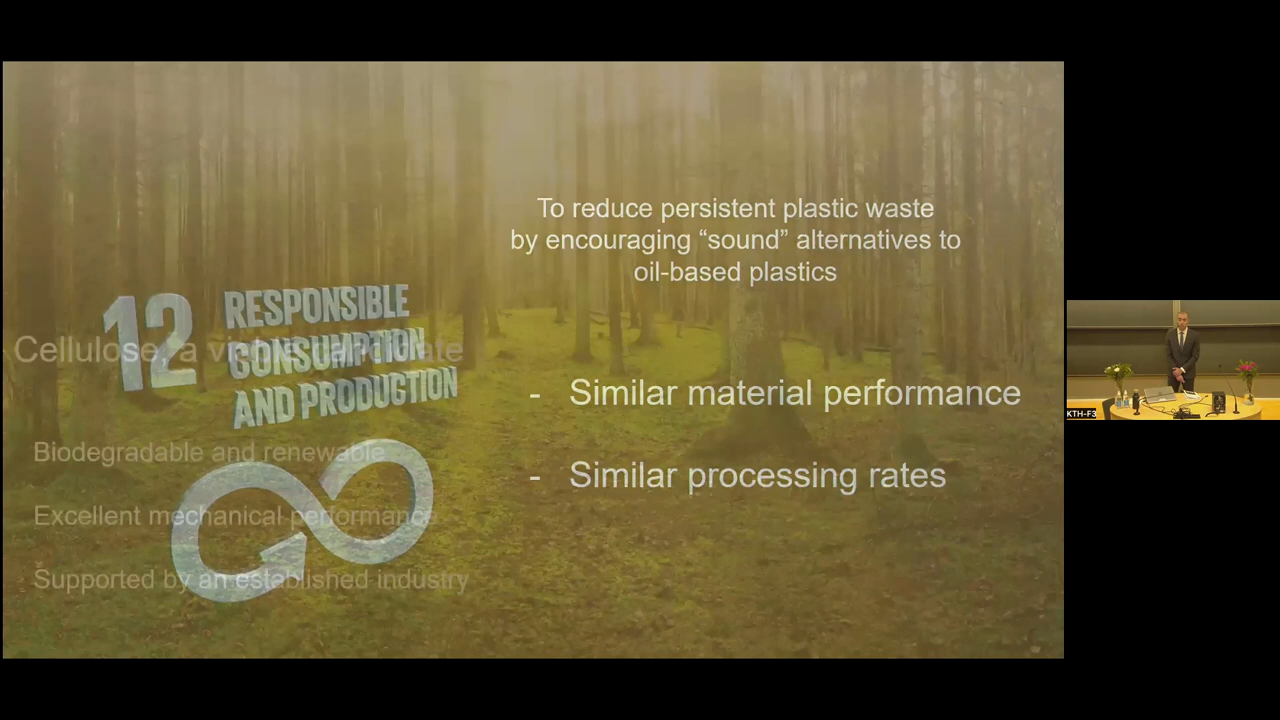 To reduce persistent plastic waste
by encouraging “sound” alternatives to
oil-based plastics
12 RESPONSIBLE
CONSUMPTION
AND PRODUCTION
Cellulose, a
- Similar material performance
- Similar processing rates
Biodegradable and renewable
Excellent mechanical performance
Supported by an established industry
KTH-F3